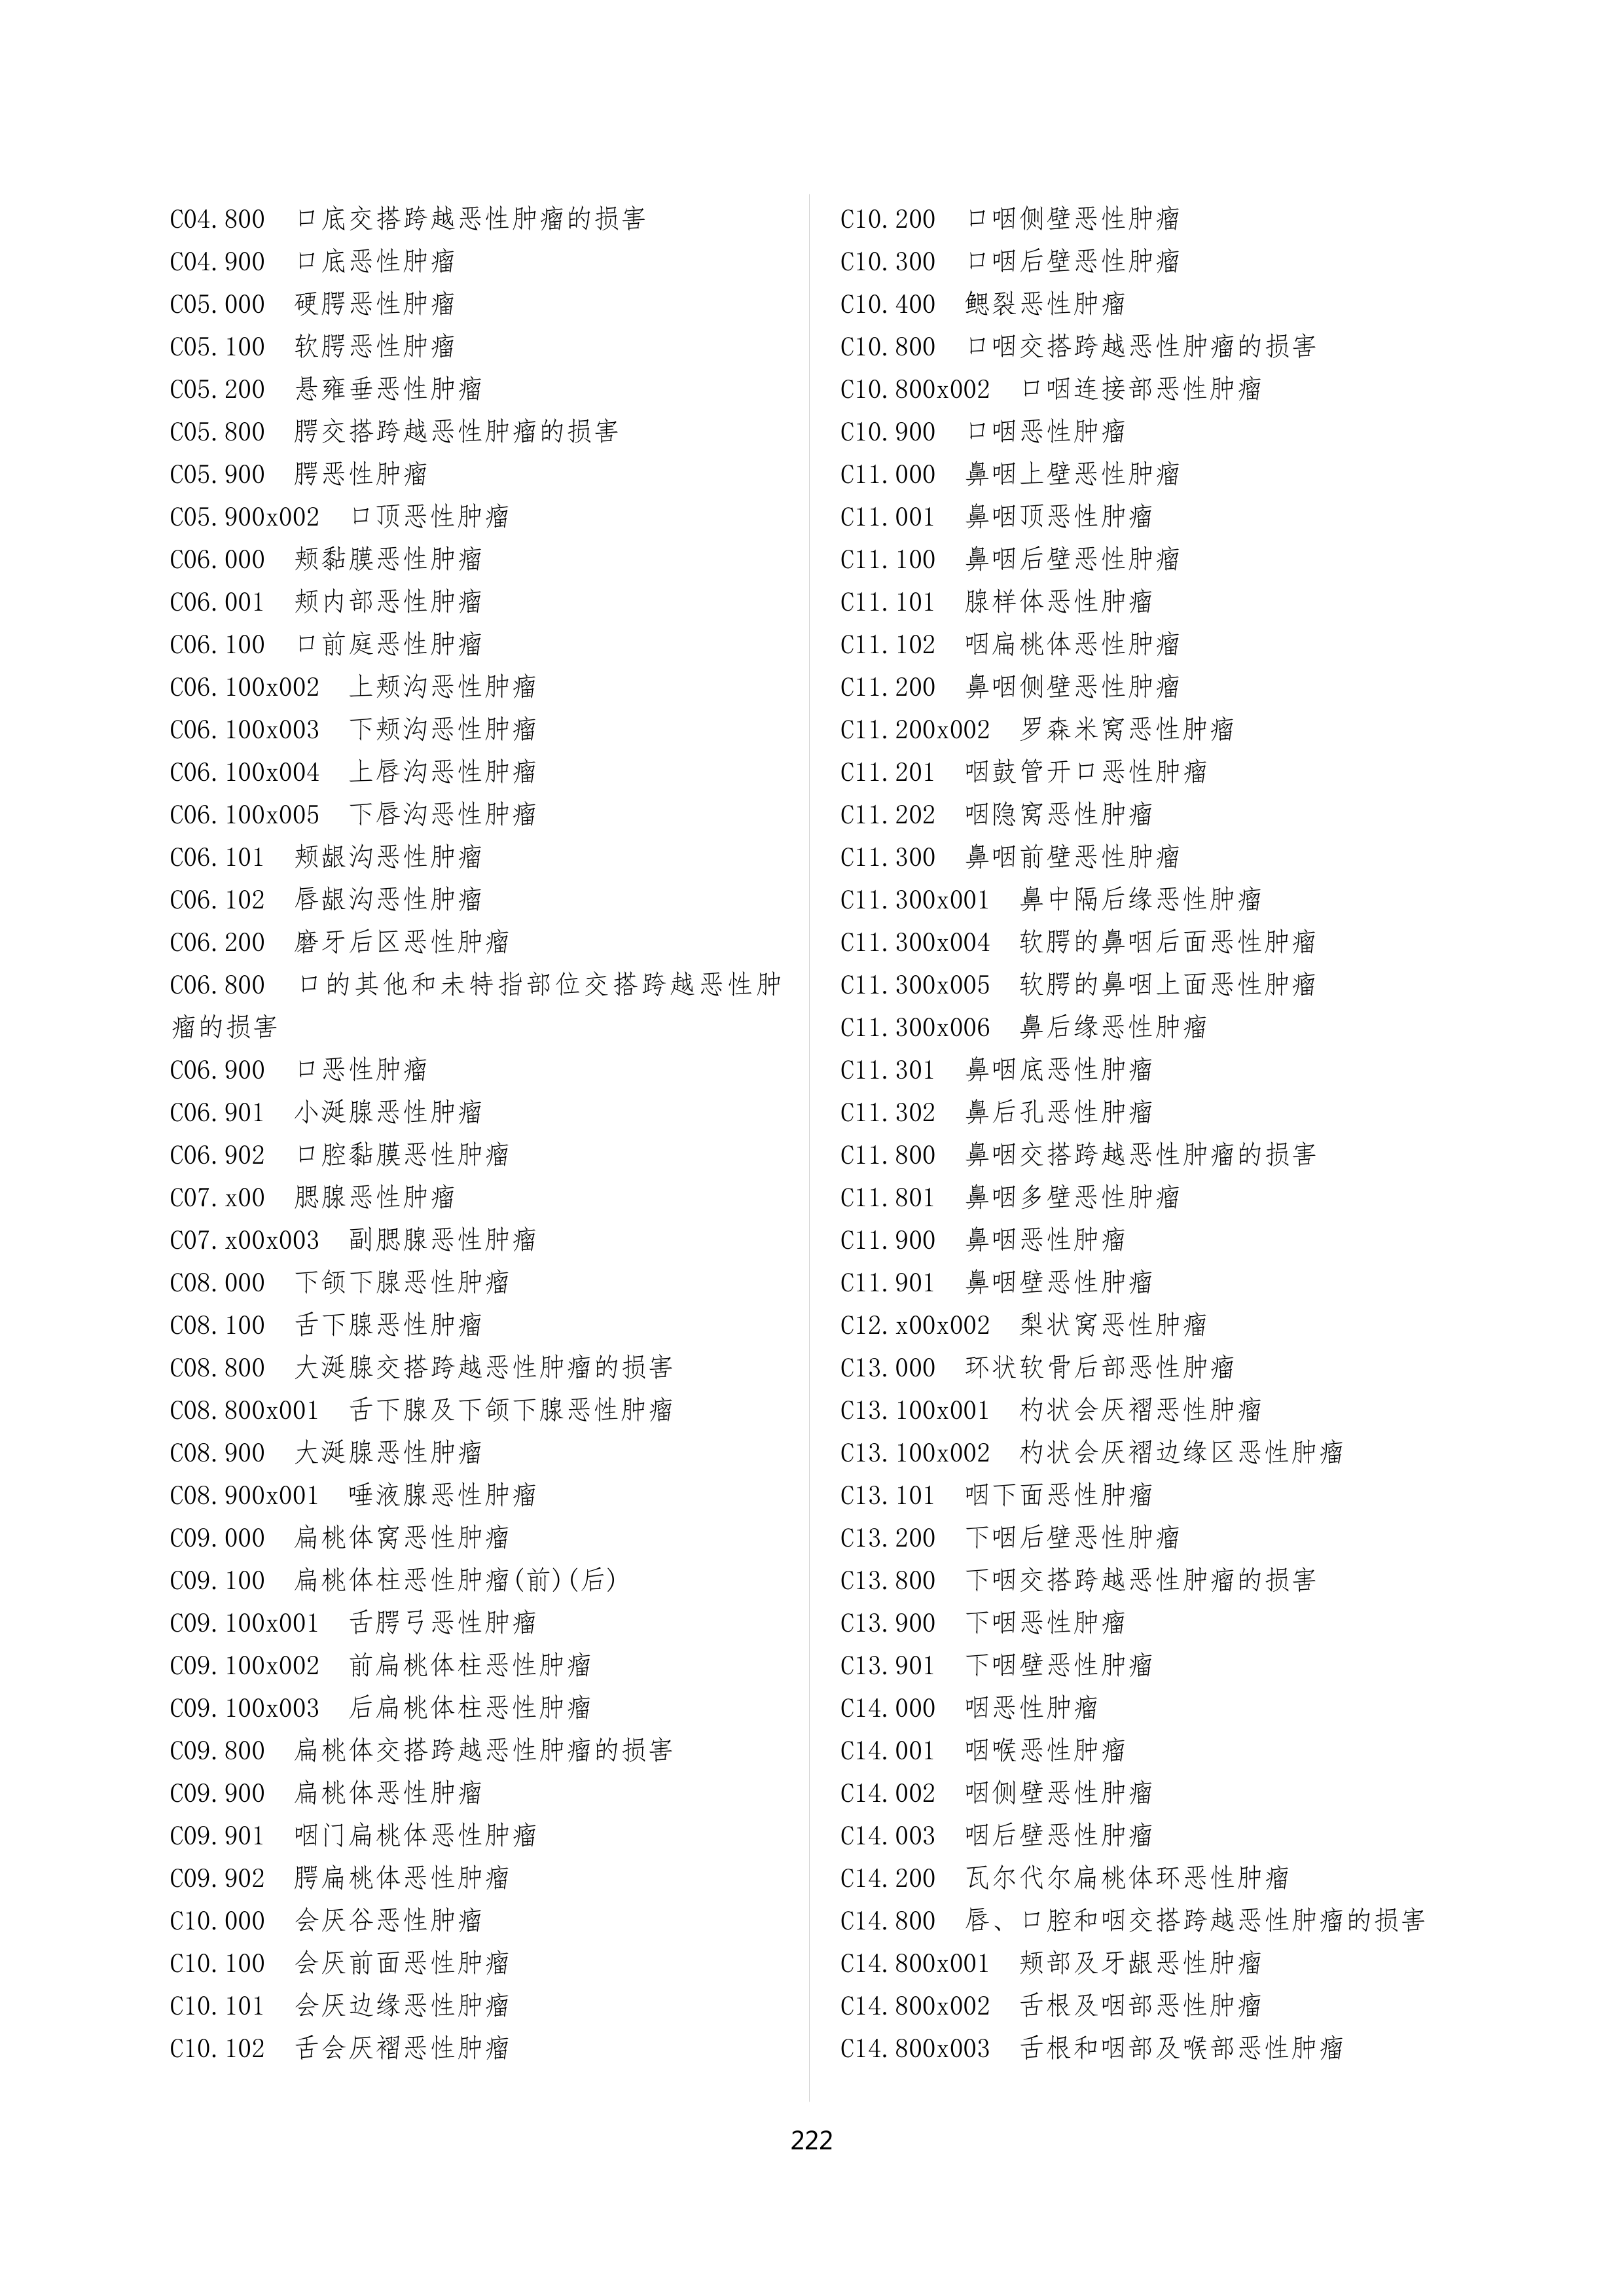 C04.800 口底交搭跨越恶性肿瘤的损害
C04.900 口底恶性肿瘤
C05.000 硬腭恶性肿瘤
C05.100 软腭恶性肿瘤
C05.200 悬雍垂恶性肿瘤
C05.800 腭交搭跨越恶性肿瘤的损害
C05.900 腭恶性肿瘤
C05.900x002 口顶恶性肿瘤
C06.000 颊黏膜恶性肿瘤
C06.001 颊内部恶性肿瘤
C06.100 口前庭恶性肿瘤
C06.100x002 上颊沟恶性肿瘤
C06.100x003 下颊沟恶性肿瘤
C06.100x004 上唇沟恶性肿瘤
C06.100x005 下唇沟恶性肿瘤
C06.101 颊龈沟恶性肿瘤
C06.102 唇龈沟恶性肿瘤
C06.200 磨牙后区恶性肿瘤
C06.800 口的其他和未特指部位交搭跨越恶性肿
瘤的损害
C06.900 口恶性肿瘤
C06.901 小涎腺恶性肿瘤
C06.902 口腔黏膜恶性肿瘤
C07.x00 腮腺恶性肿瘤
C07.x00x003 副腮腺恶性肿瘤
C08.000 下颌下腺恶性肿瘤
C08.100 舌下腺恶性肿瘤
C08.800 大涎腺交搭跨越恶性肿瘤的损害
C08.800x001 舌下腺及下颌下腺恶性肿瘤
C08.900 大涎腺恶性肿瘤
C08.900x001 唾液腺恶性肿瘤
C09.000 扁桃体窝恶性肿瘤
C09.100 扁桃体柱恶性肿瘤(前)(后)
C09.100x001 舌腭弓恶性肿瘤
C09.100x002 前扁桃体柱恶性肿瘤
C09.100x003 后扁桃体柱恶性肿瘤
C09.800 扁桃体交搭跨越恶性肿瘤的损害
C09.900 扁桃体恶性肿瘤
C09.901 咽门扁桃体恶性肿瘤
C09.902 腭扁桃体恶性肿瘤
C10.000 会厌谷恶性肿瘤
C10.100 会厌前面恶性肿瘤
C10.101 会厌边缘恶性肿瘤
C10.102 舌会厌褶恶性肿瘤
C10.200 口咽侧壁恶性肿瘤
C10.300 口咽后壁恶性肿瘤
C10.400 鳃裂恶性肿瘤
C10.800 口咽交搭跨越恶性肿瘤的损害
C10.800x002 口咽连接部恶性肿瘤
C10.900 口咽恶性肿瘤
C11.000 鼻咽上壁恶性肿瘤
C11.001 鼻咽顶恶性肿瘤
C11.100 鼻咽后壁恶性肿瘤
C11.101 腺样体恶性肿瘤
C11.102 咽扁桃体恶性肿瘤
C11.200 鼻咽侧壁恶性肿瘤
C11.200x002 罗森米窝恶性肿瘤
C11.201 咽鼓管开口恶性肿瘤
C11.202 咽隐窝恶性肿瘤
C11.300 鼻咽前壁恶性肿瘤
C11.300x001 鼻中隔后缘恶性肿瘤
C11.300x004 软腭的鼻咽后面恶性肿瘤
C11.300x005 软腭的鼻咽上面恶性肿瘤
C11.300x006 鼻后缘恶性肿瘤
C11.301 鼻咽底恶性肿瘤
C11.302 鼻后孔恶性肿瘤
C11.800 鼻咽交搭跨越恶性肿瘤的损害
C11.801 鼻咽多壁恶性肿瘤
C11.900 鼻咽恶性肿瘤
C11.901 鼻咽壁恶性肿瘤
C12.x00x002 梨状窝恶性肿瘤
C13.000 环状软骨后部恶性肿瘤
C13.100x001 杓状会厌褶恶性肿瘤
C13.100x002 杓状会厌褶边缘区恶性肿瘤
C13.101 咽下面恶性肿瘤
C13.200 下咽后壁恶性肿瘤
C13.800 下咽交搭跨越恶性肿瘤的损害
C13.900 下咽恶性肿瘤
C13.901 下咽壁恶性肿瘤
C14.000 咽恶性肿瘤
C14.001 咽喉恶性肿瘤
C14.002 咽侧壁恶性肿瘤
C14.003 咽后壁恶性肿瘤
C14.200 瓦尔代尔扁桃体环恶性肿瘤
C14.800 唇、口腔和咽交搭跨越恶性肿瘤的损害
C14.800x001 颊部及牙龈恶性肿瘤
C14.800x002 舌根及咽部恶性肿瘤
C14.800x003 舌根和咽部及喉部恶性肿瘤
222